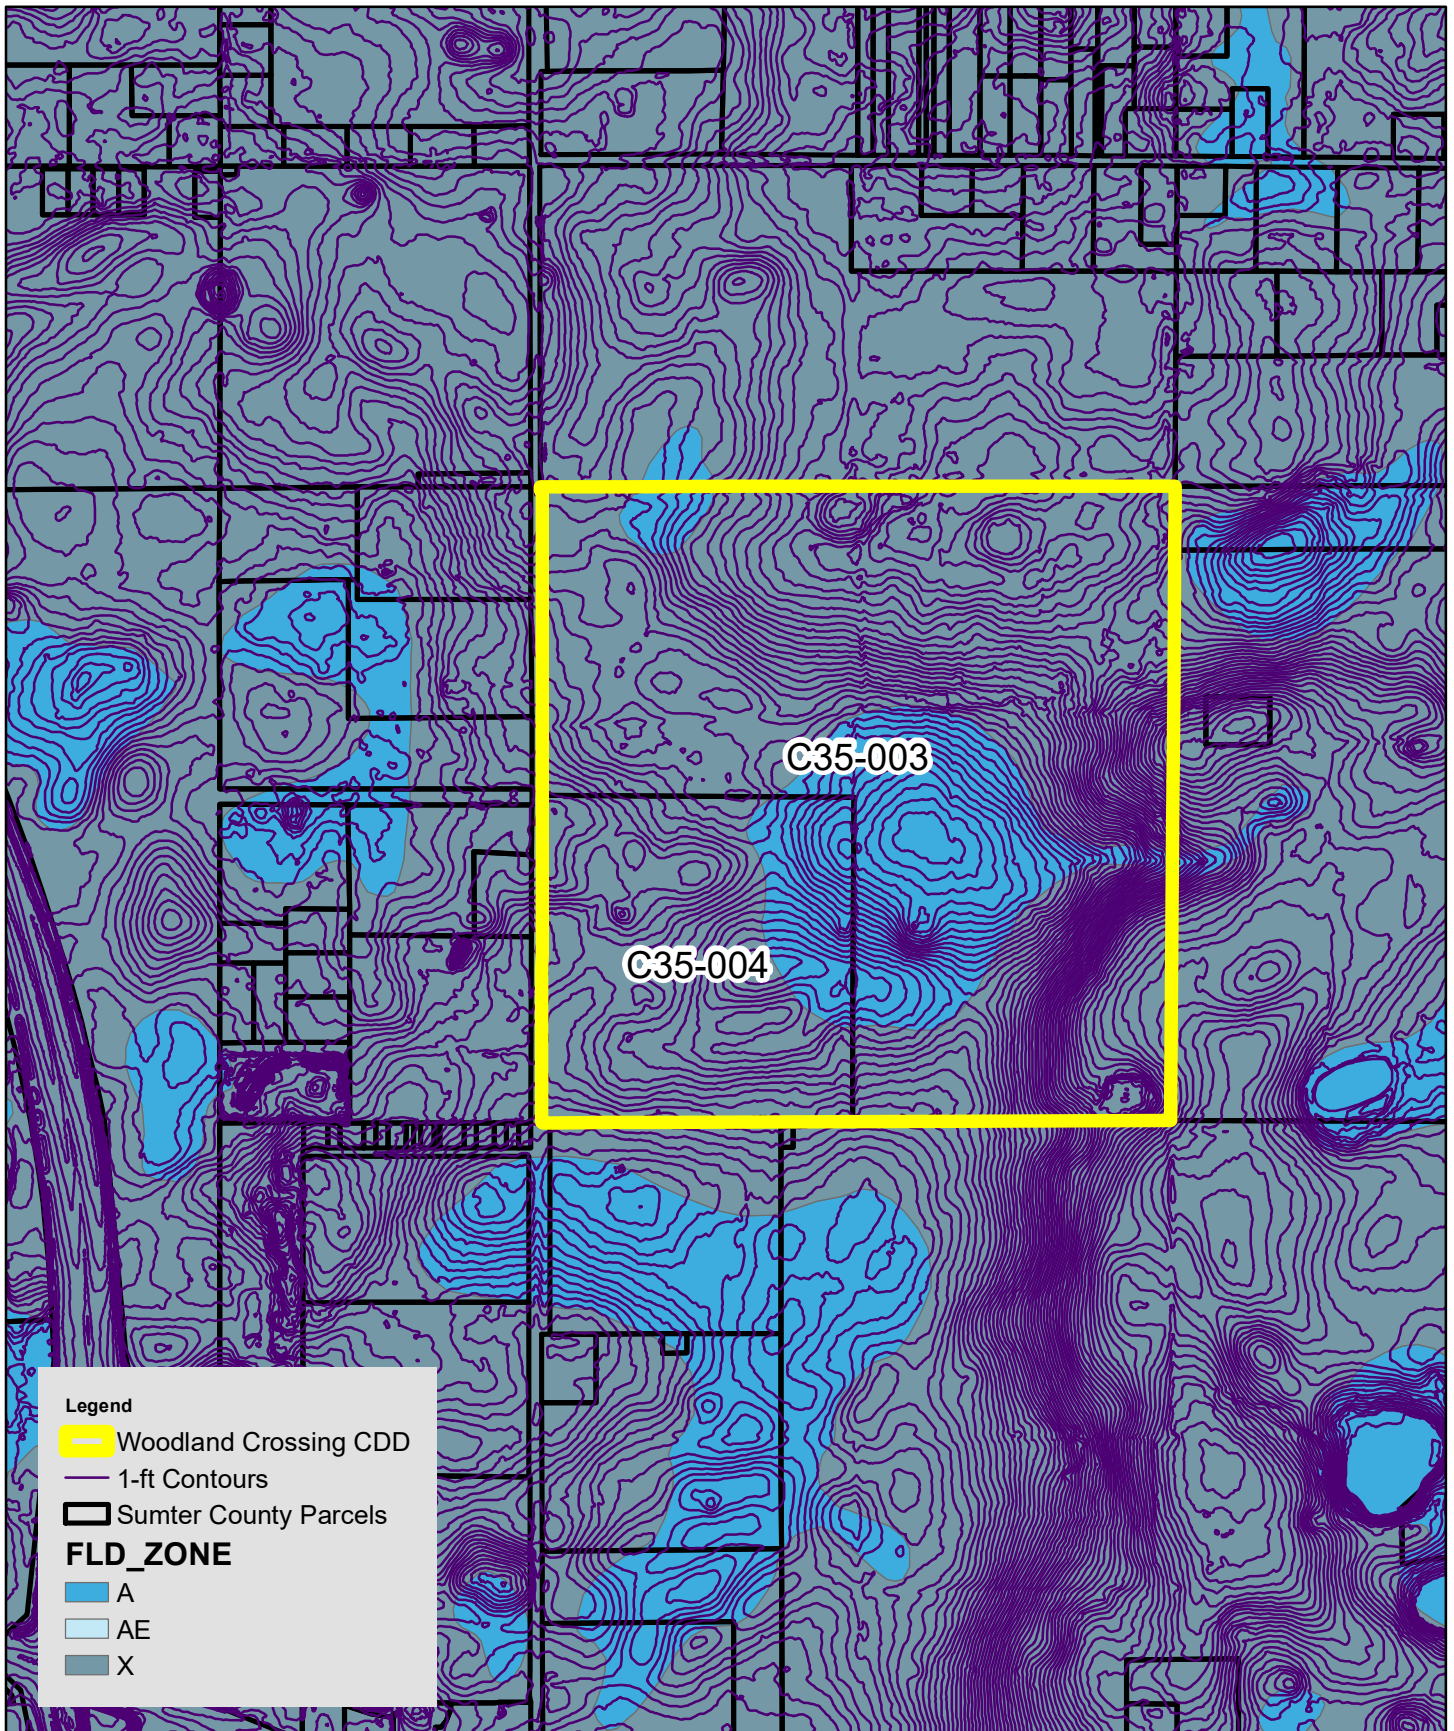 C35-003
C35-004
Legend
Woodland Crossing CDD
1-ft Contours
Sumter County Parcels
FLD_ZONE
A
AE
X